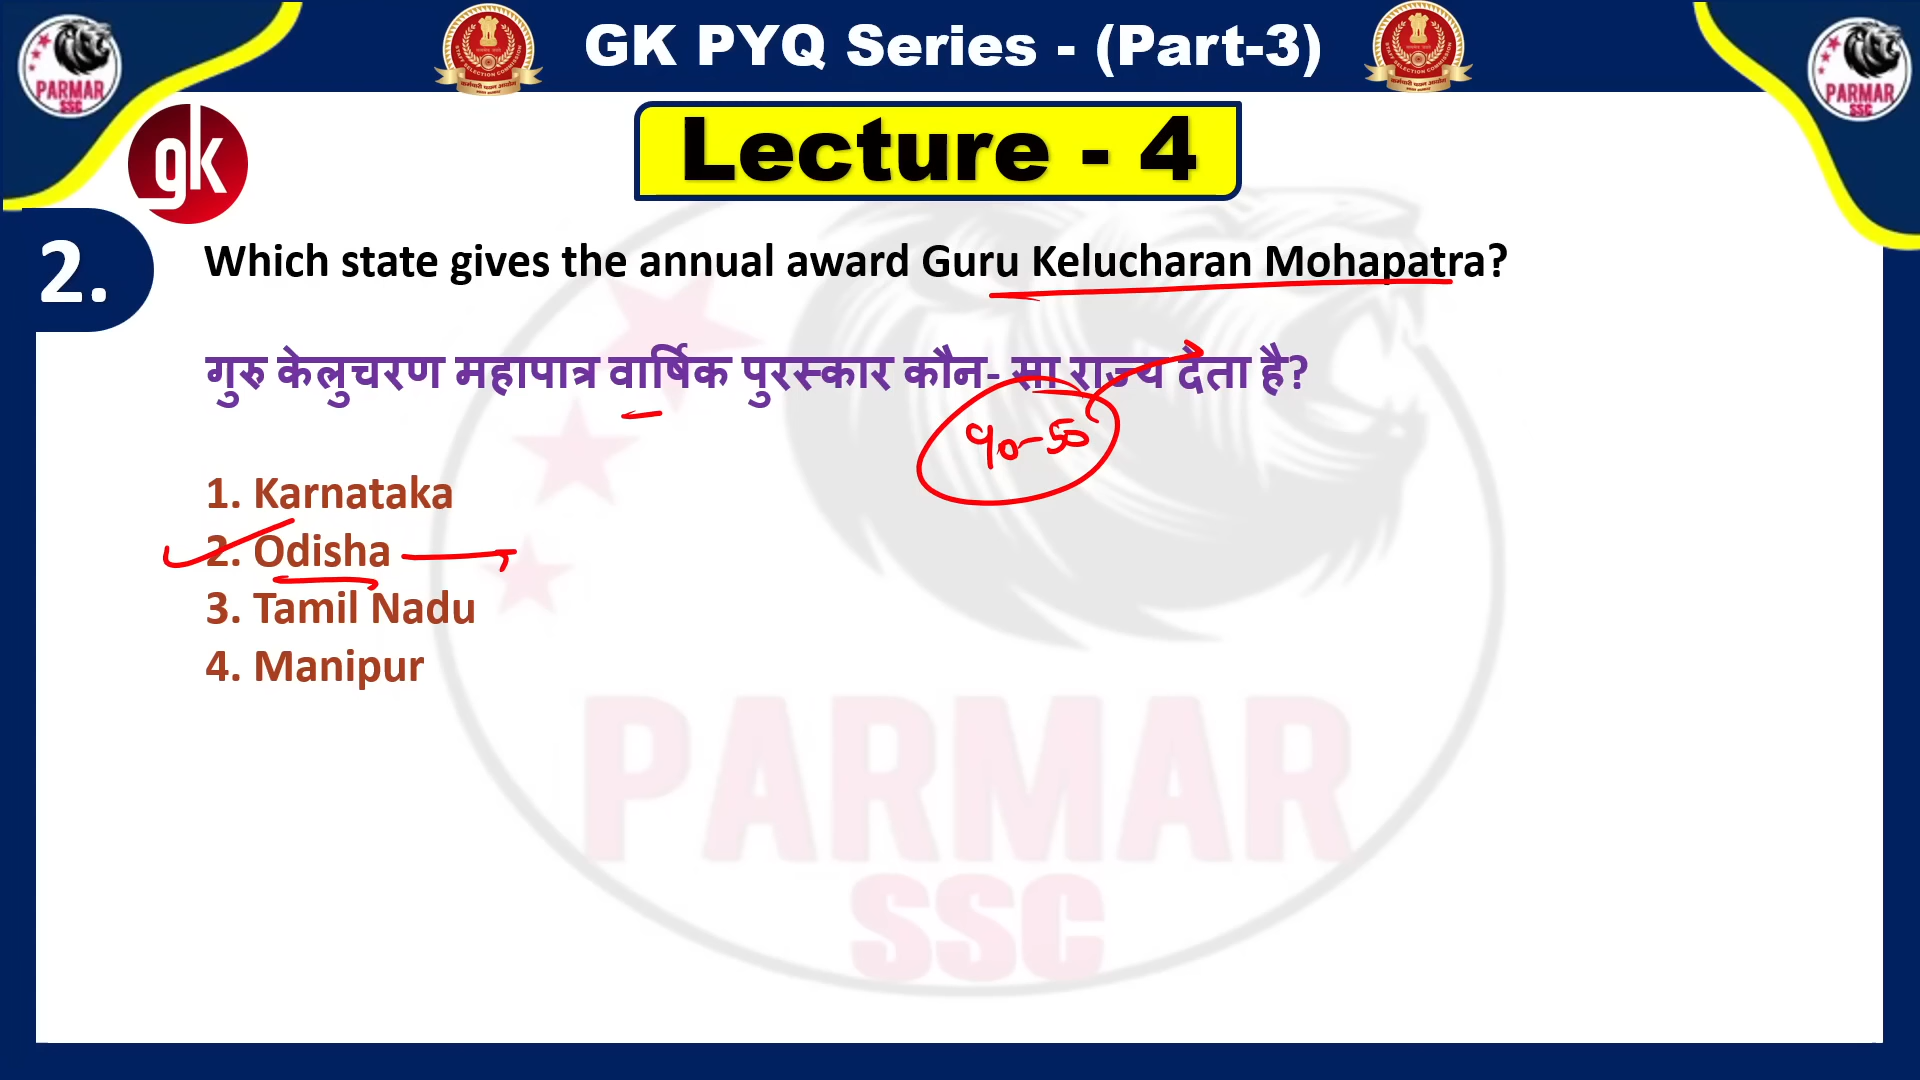 GK PYQ Series - (Part-3)
PARMAR
SSC
PARMAR
SSC
gk
Lecture - 4
2.
Which state gives the annual award Guru Kelucharan Mohapatra?
गुरु केलुचरण महापात्र वार्षिक पुरस्कार कौन- सा राज्य देता है?
90-50
1. Karnataka
2. Odisha
3. Tamil Nadu
4. Manipur
PARMAR
SSC